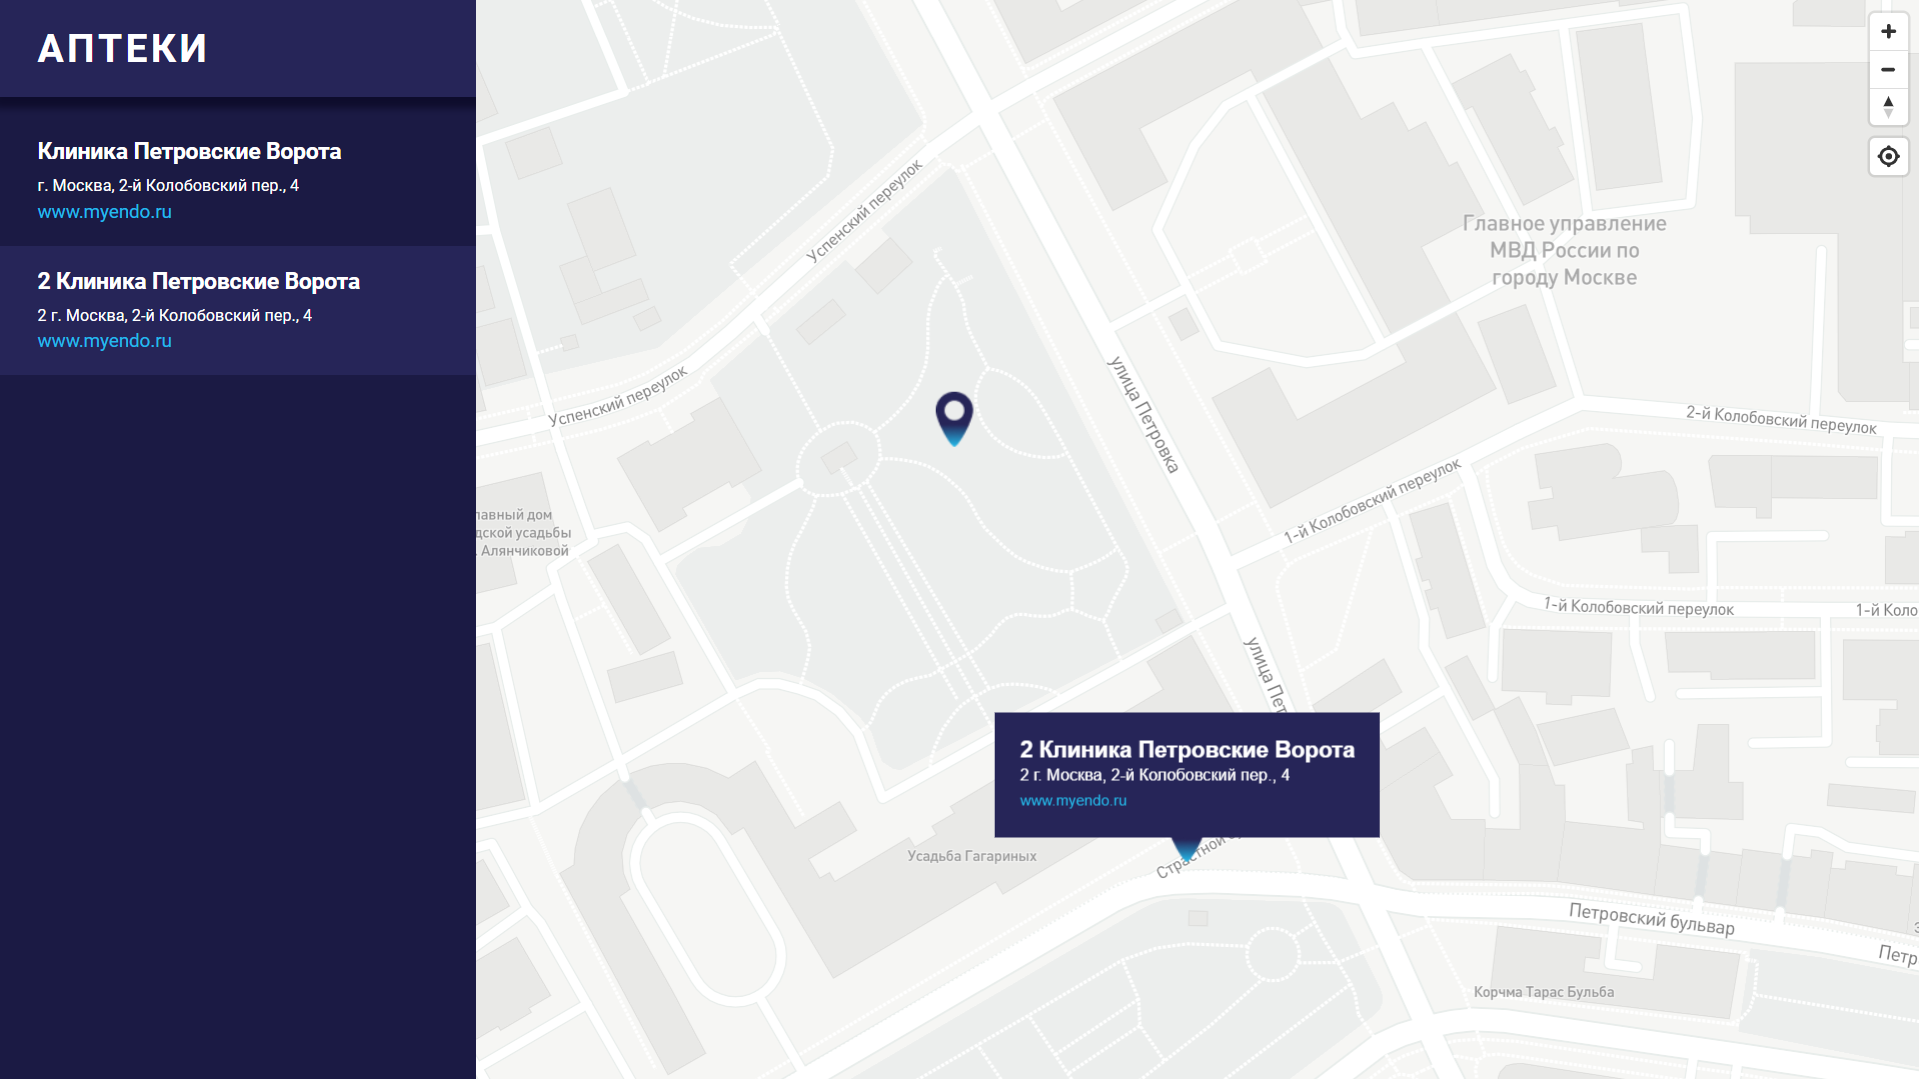 АПТЕКИ
Клиника Петровские Ворота
г. Москва, 2-й Колобовский пер., 4
www.myendo.ru
2 Клиника Петровские Ворота
2 г. Москва, 2-й Колобовский пер., 4
www.myendo.ru
Успенский переулок
Успенский переулок
Главное управление
МВД России по
городу Москве
улица Петровка
2-й Колобовский переулок
1-й Колобовский переулок
лавный дом
дской усадьбы
. Алянчиковой
1-й Колобовский переулок
1-й Коло
улица Пет
2 Клиника Петровские Ворота
2 г. Москва, 2-й Колобовский пер., 4
www.myendo.ru
Усадьба Гагариных
Страстной
Петровский бульвар
Петр
Корчма Тарас Бульба